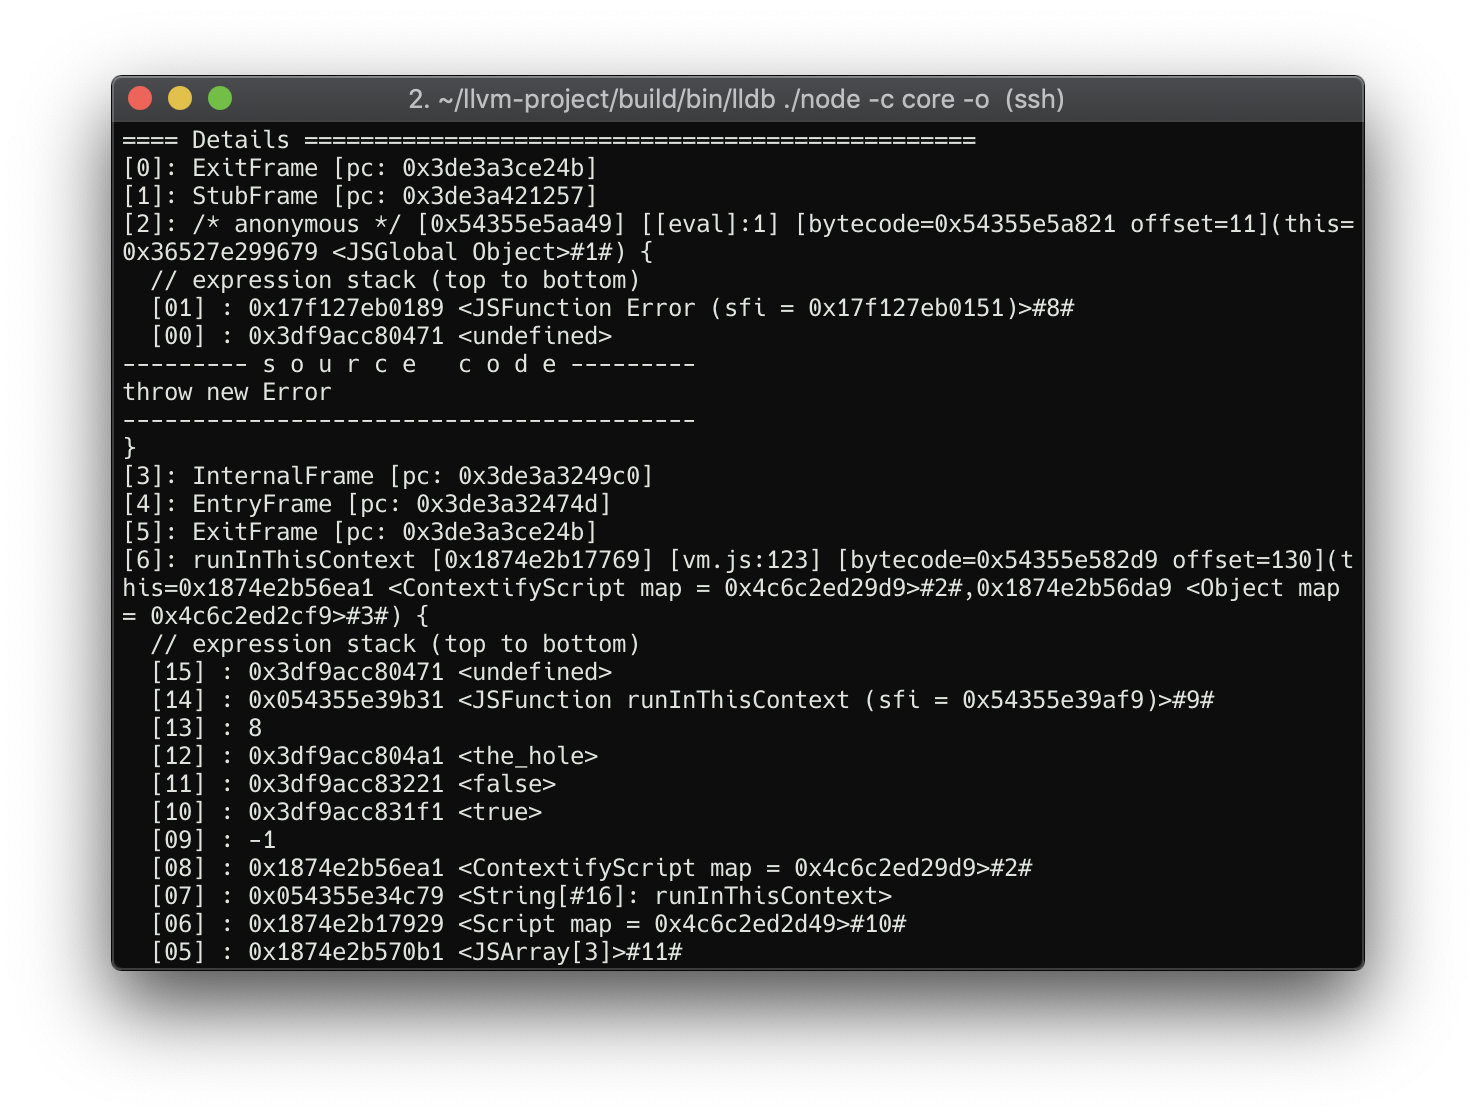 2. ~/llvm-project/build/bin/lldb ./node -c core -o  (ssh)
==== Details ================================================
[0]: ExitFrame [pc: 0x3de3a3ce24b]
[1]: StubFrame [pc: 0x3de3a421257]
[2]: /* anonymous */ [0x54355e5aa49] [[eval]:1] [bytecode=0x54355e5a821 offset=11](this=
0x36527e299679 <JSGlobal Object>#1#) {
  // expression stack (top to bottom)
  [01] : 0x17f127eb0189 <JSFunction Error (sfi = 0x17f127eb0151)>#8#
  [00] : 0x3df9acc80471 <undefined>
--------- s o u r c e   c o d e ---------
throw new Error
-----------------------------------------
}
[3]: InternalFrame [pc: 0x3de3a3249c0]
[4]: EntryFrame [pc: 0x3de3a32474d]
[5]: ExitFrame [pc: 0x3de3a3ce24b]
[6]: runInThisContext [0x1874e2b17769] [vm.js:123] [bytecode=0x54355e582d9 offset=130](t
his=0x1874e2b56ea1 <ContextifyScript map = 0x4c6c2ed29d9>#2#,0x1874e2b56da9 <Object map
= 0x4c6c2ed2cf9>#3#) {
  // expression stack (top to bottom)
  [15] : 0x3df9acc80471 <undefined>
  [14] : 0x054355e39b31 <JSFunction runInThisContext (sfi = 0x54355e39af9)>#9#
  [13] : 8
  [12] : 0x3df9acc804a1 <the_hole>
  [11] : 0x3df9acc83221 <false>
  [10] : 0x3df9acc831f1 <true>
  [09] : -1
  [08] : 0x1874e2b56ea1 <ContextifyScript map = 0x4c6c2ed29d9>#2#
  [07] : 0x054355e34c79 <String[#16]: runInThisContext>
  [06] : 0x1874e2b17929 <Script map = 0x4c6c2ed2d49>#10#
  [05] : 0x1874e2b570b1 <JSArray[3]>#11#